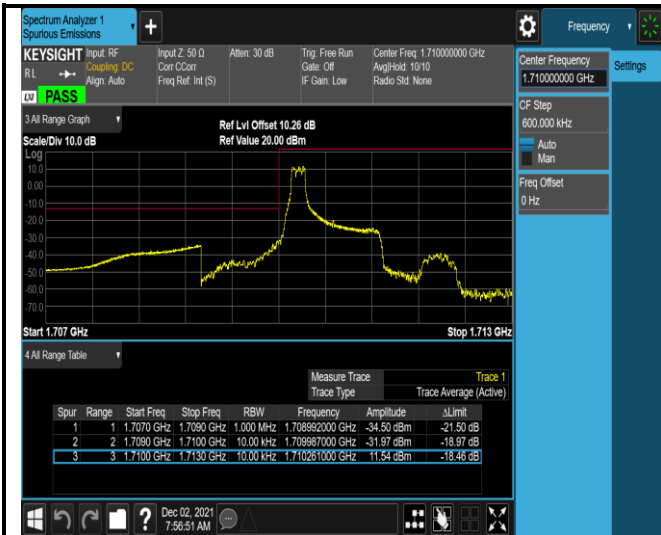 Spectrum Analyzer 1
Spurious Emissions
+
Frequency
KEYSIGHT Input: RF Input Z: 50 Ω Atten: 30 dB Trig: Free Run Center Freq: 1.710000000 GHz
RL Coupling: DC Corr CCorr Gate: Off Avg|Hold: 10/10
Align: Auto Freq Ref: Int (S) IF Gain: Low Radio Std: None
LXI PASS
Center Frequency
1.710000000 GHz
Settings
CF Step
600.000 kHz
Auto
Man
Freq Offset
0 Hz
3 All Range Graph
Ref Lvl Offset 10.26 dB
Scale/Div 10.0 dB Ref Value 20.00 dBm
Log
10.0
0.00
-10.0
-20.0
-30.0
-40.0
-50.0
-60.0
-70.0
Start 1.707 GHz Stop 1.713 GHz
4 All Range Table
Measure Trace Trace 1
Trace Type Trace Average (Active)
Spur Range Start Freq Stop Freq RBW Frequency Amplitude ΔLimit
1 1 1.7070 GHz 1.7090 GHz 1.000 MHz 1.708992000 GHz -34.50 dBm -21.50 dB
2 2 1.7090 GHz 1.7100 GHz 10.00 kHz 1.709987000 GHz -31.97 dBm -18.97 dB
3 3 1.7100 GHz 1.7130 GHz 10.00 kHz 1.710261000 GHz 11.54 dBm -18.46 dB
?
Dec 02, 2021
7:56:51 AM